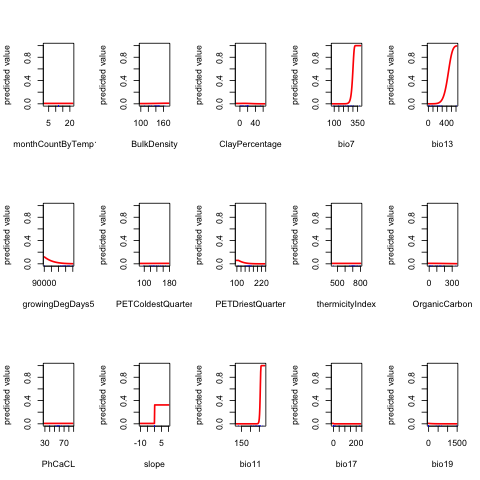 predicted value
0.0 0.4 0.8
5 20
monthCountByTemp1
predicted value
0.0 0.4 0.8
100 160
BulkDensity
predicted value
0.0 0.4 0.8
0 40
ClayPercentage
predicted value
0.0 0.4 0.8
100 350
bio7
predicted value
0.0 0.4 0.8
0 400
bio13
predicted value
0.0 0.4 0.8
90000
growingDegDays5
predicted value
0.0 0.4 0.8
100 180
PETColdestQuarter
predicted value
0.0 0.4 0.8
100 220
PETDriestQuarter
predicted value
0.0 0.4 0.8
500 800
thermicityIndex
predicted value
0.0 0.4 0.8
0 300
OrganicCarbon
predicted value
0.0 0.4 0.8
30 70
PhCaCL
predicted value
0.0 0.4 0.8
-10 5
slope
predicted value
0.0 0.4 0.8
150
bio11
predicted value
0.0 0.4 0.8
0 200
bio17
predicted value
0.0 0.4 0.8
0 1500
bio19